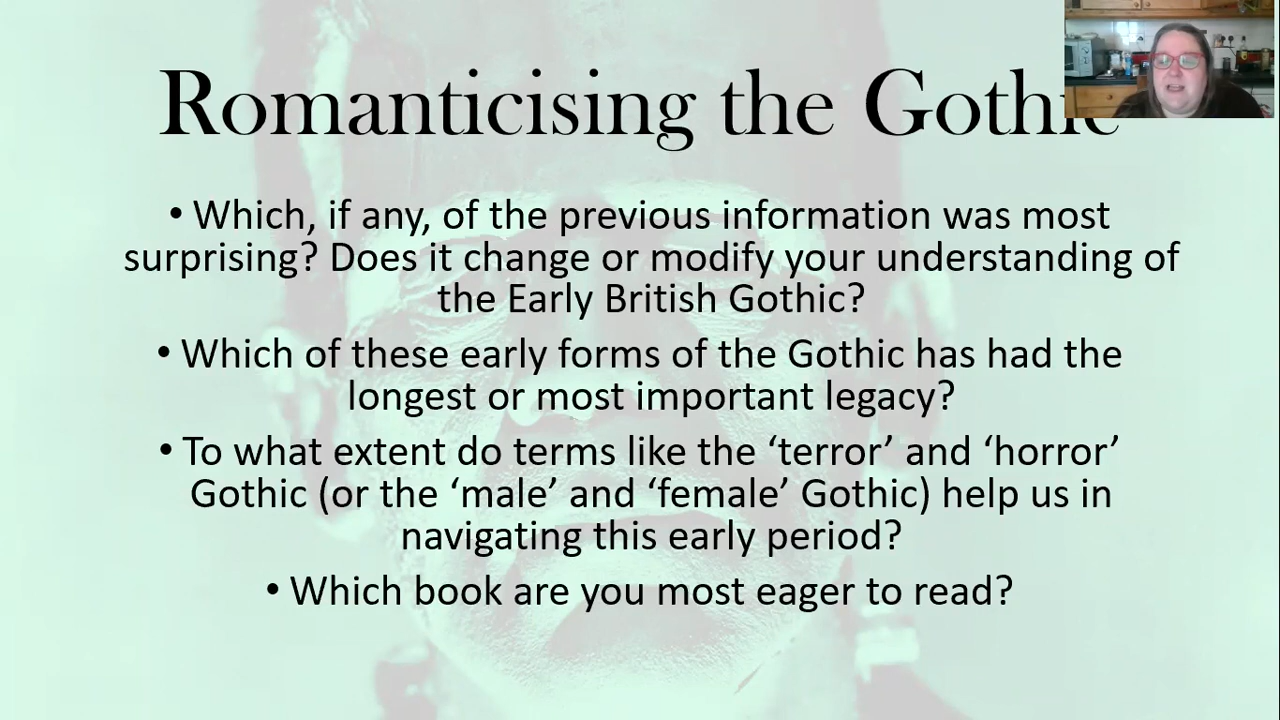 Romanticising the Gothic
• Which, if any, of the previous information was most
surprising? Does it change or modify your understanding of
the Early British Gothic?
• Which of these early forms of the Gothic has had the
longest or most important legacy?
• To what extent do terms like the ‘terror’ and ‘horror’
Gothic (or the ‘male’ and ‘female’ Gothic) help us in
navigating this early period?
• Which book are you most eager to read?